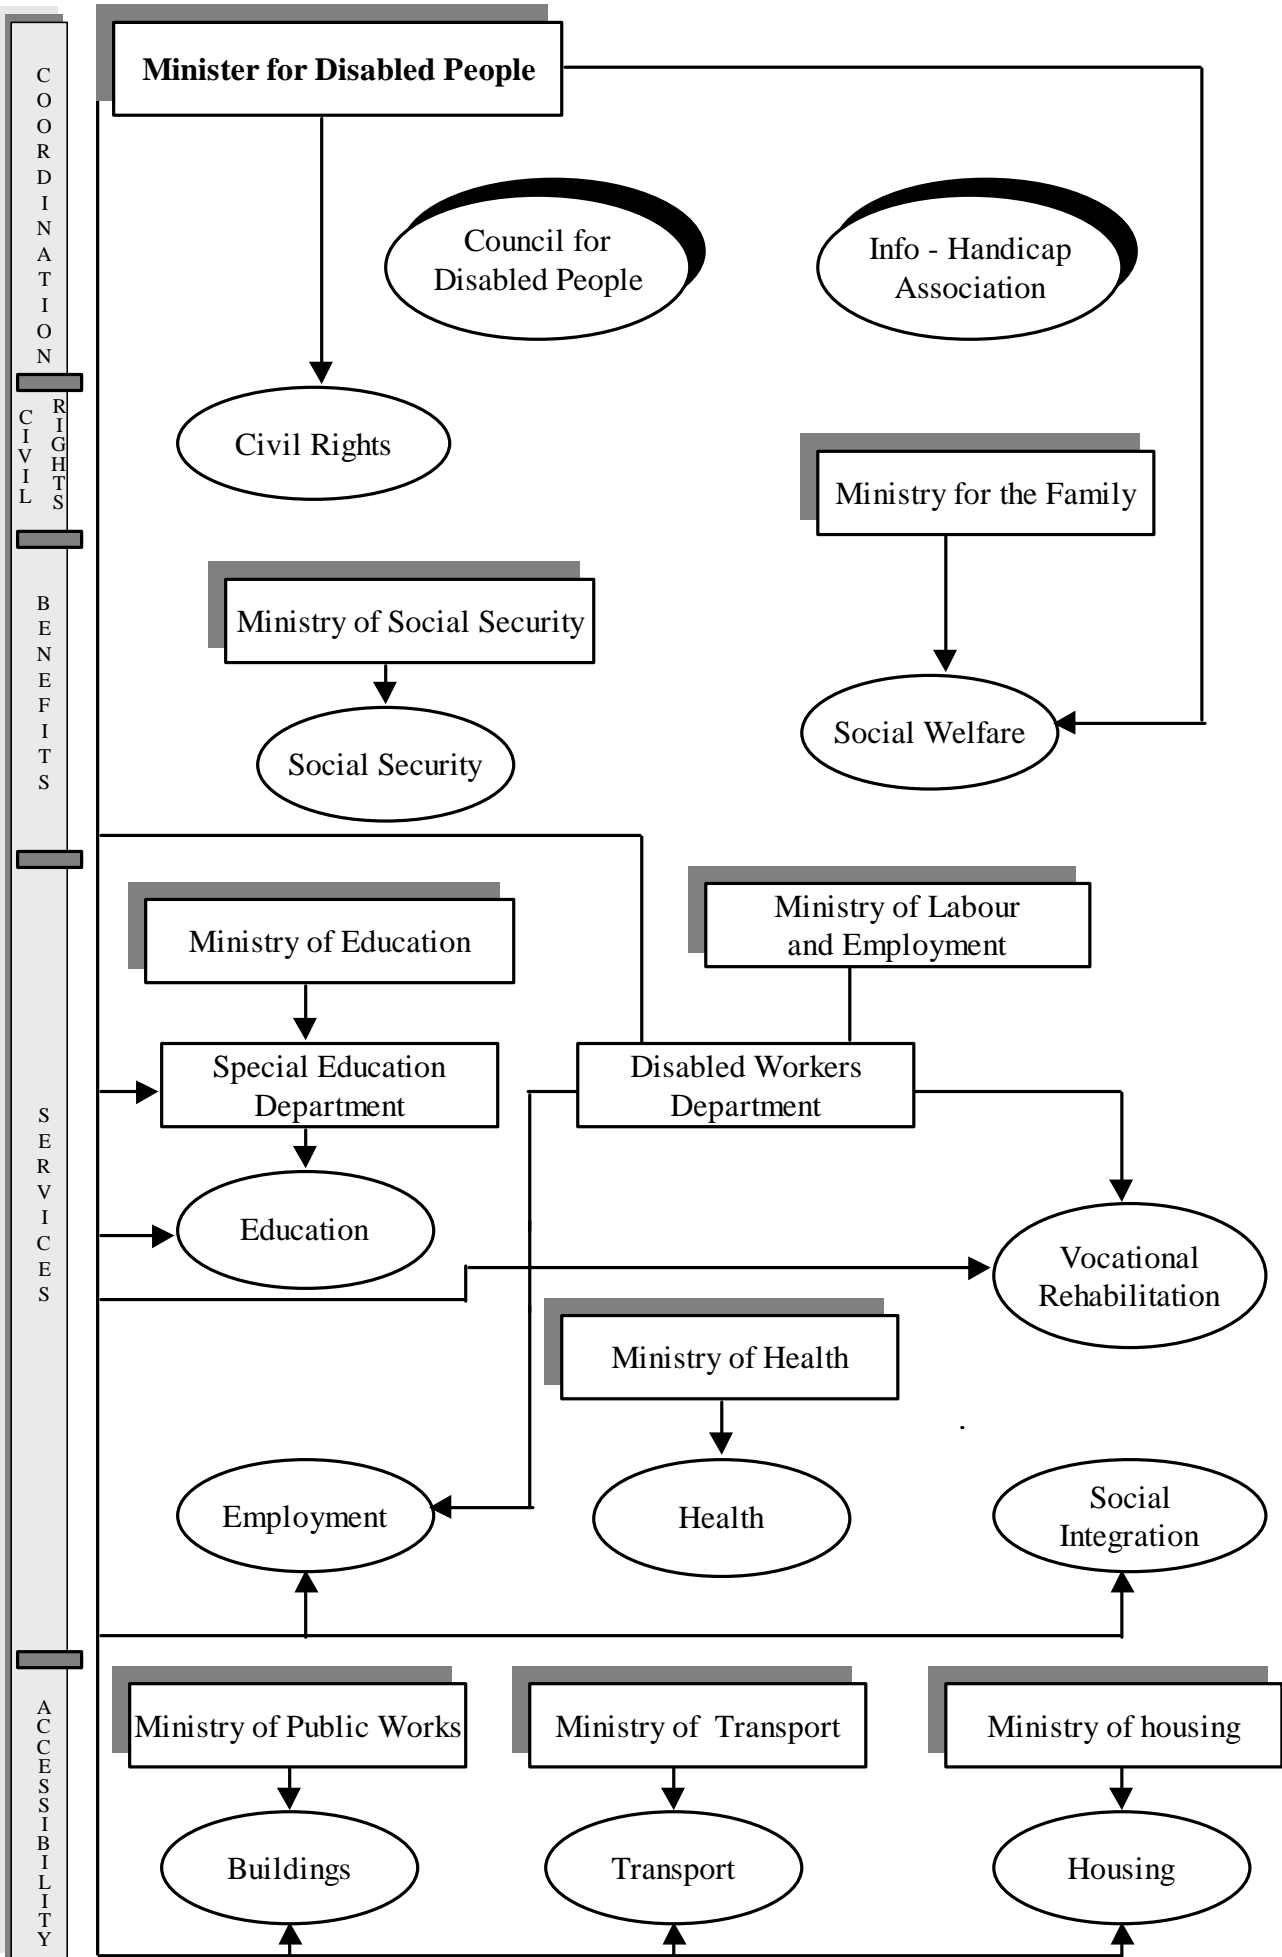 COORDINATION
Minister for Disabled People
Council for
Disabled People
Info - Handicap
Association
CIVIL
RIGHTS
Civil Rights
Ministry for the Family
BENEFITS
Ministry of Social Security
Social Welfare
Social Security
SERVICES
Ministry of Education
Ministry of Labour
and Employment
Special Education
Department
Disabled Workers
Department
Education
Vocational
Rehabilitation
Ministry of Health
Employment
Health
Social
Integration
ACCESSIBILITY
Ministry of Public Works
Ministry of Transport
Ministry of housing
Buildings
Transport
Housing